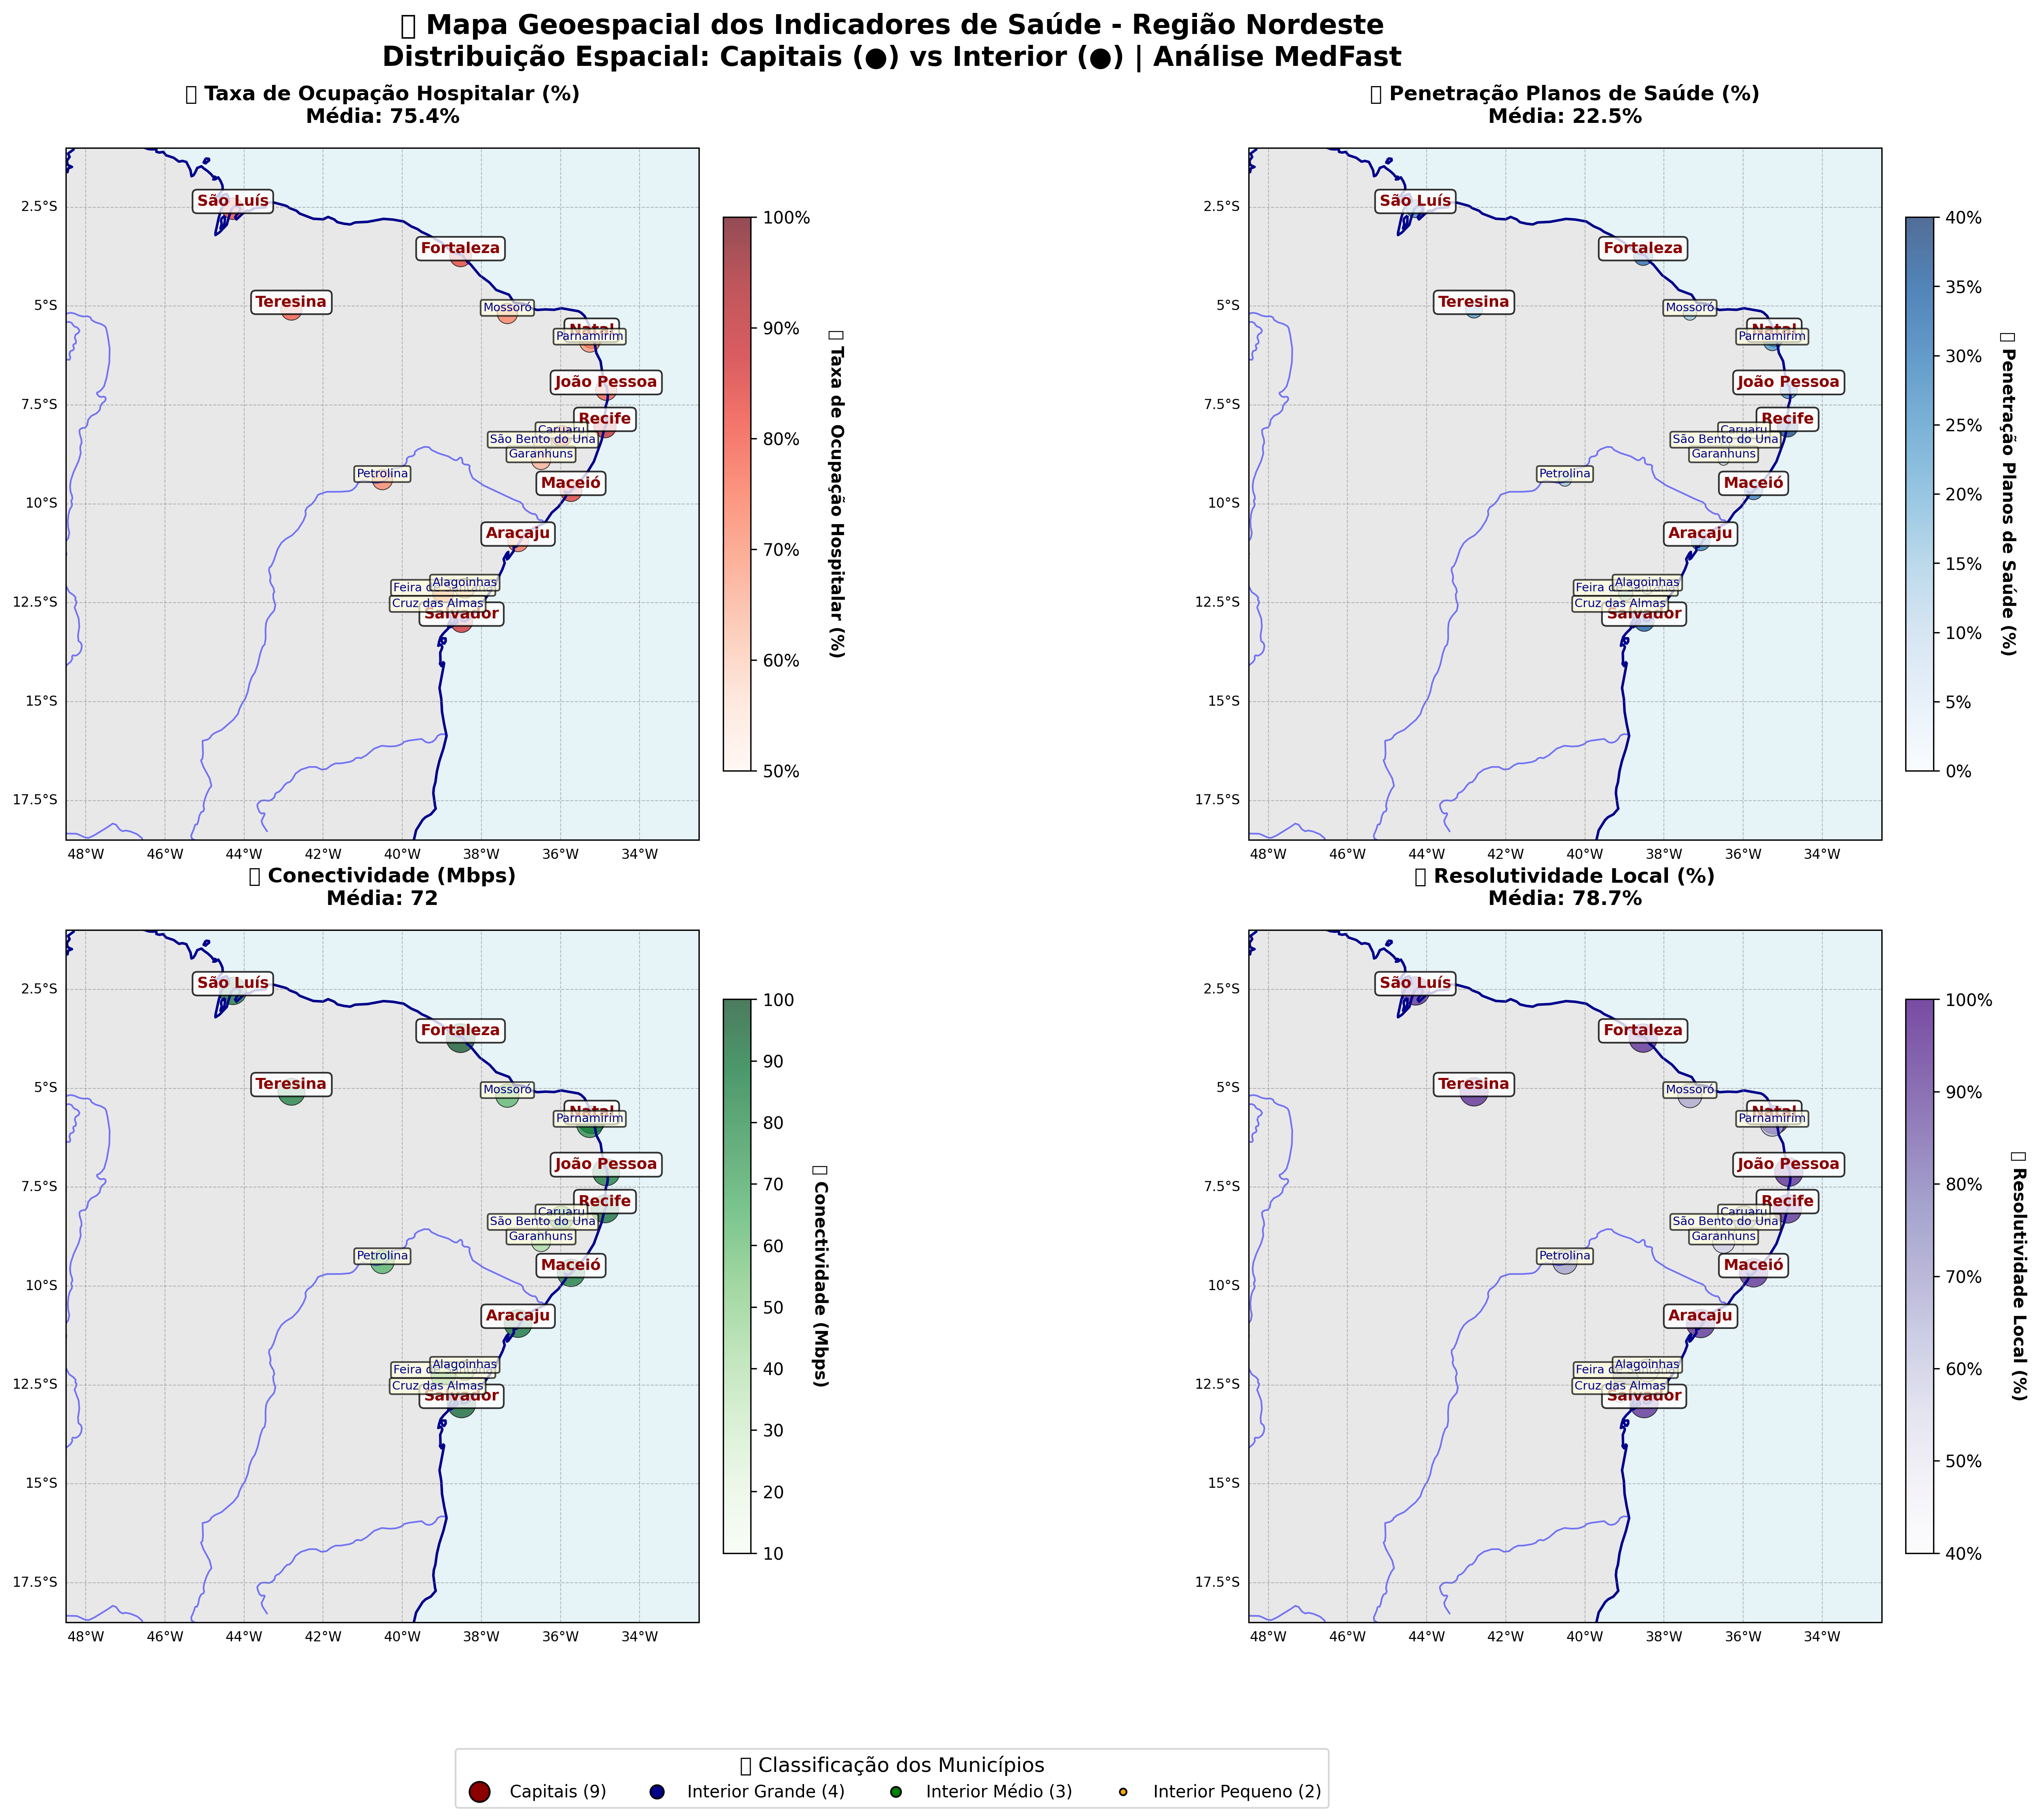 Mapa Geoespacial dos Indicadores de Saúde - Região Nordeste
Distribuição Espacial: Capitais (●) vs Interior (●) | Análise MedFast
Taxa de Ocupação Hospitalar (%)
Média: 75.4%
2.5°S
5°S
7.5°S
10°S
12.5°S
15°S
17.5°S
48°W 46°W 44°W 42°W 40°W 38°W 36°W 34°W
São Luís
Fortaleza
Teresina
Mossoró
Natal
Parnamirim
João Pessoa
Recife
Caruaru
São Bento do Una
Garanhuns
Petrolina
Maceió
Aracaju
Alagoinhas
Feira
Cruz das Almas
Salvador
100%
90%
80%
70%
60%
50%
Taxa de Ocupação Hospitalar (%)
Penetração Planos de Saúde (%)
Média: 22.5%
2.5°S
5°S
7.5°S
10°S
12.5°S
15°S
17.5°S
48°W 46°W 44°W 42°W 40°W 38°W 36°W 34°W
São Luís
Fortaleza
Teresina
Mossoró
Natal
Parnamirim
João Pessoa
Recife
Caruaru
São Bento do Una
Garanhuns
Petrolina
Maceió
Aracaju
Alagoinhas
Feira
Cruz das Almas
Salvador
40%
35%
30%
25%
20%
15%
10%
5%
0%
Penetração Planos de Saúde (%)
Conectividade (Mbps)
Média: 72
2.5°S
5°S
7.5°S
10°S
12.5°S
15°S
17.5°S
48°W 46°W 44°W 42°W 40°W 38°W 36°W 34°W
São Luís
Fortaleza
Teresina
Mossoró
Natal
Parnamirim
João Pessoa
Recife
Caruaru
São Bento do Una
Garanhuns
Petrolina
Maceió
Aracaju
Alagoinhas
Feira
Cruz das Almas
Salvador
100
90
80
70
60
50
40
30
20
10
Conectividade (Mbps)
Resolutividade Local (%)
Média: 78.7%
2.5°S
5°S
7.5°S
10°S
12.5°S
15°S
17.5°S
48°W 46°W 44°W 42°W 40°W 38°W 36°W 34°W
São Luís
Fortaleza
Teresina
Mossoró
Natal
Parnamirim
João Pessoa
Recife
Caruaru
São Bento do Una
Garanhuns
Petrolina
Maceió
Aracaju
Alagoinhas
Feira
Cruz das Almas
Salvador
100%
90%
80%
70%
60%
50%
40%
Resolutividade Local (%)
Classificação dos Municípios
Capitais (9) Interior Grande (4) Interior Médio (3) Interior Pequeno (2)